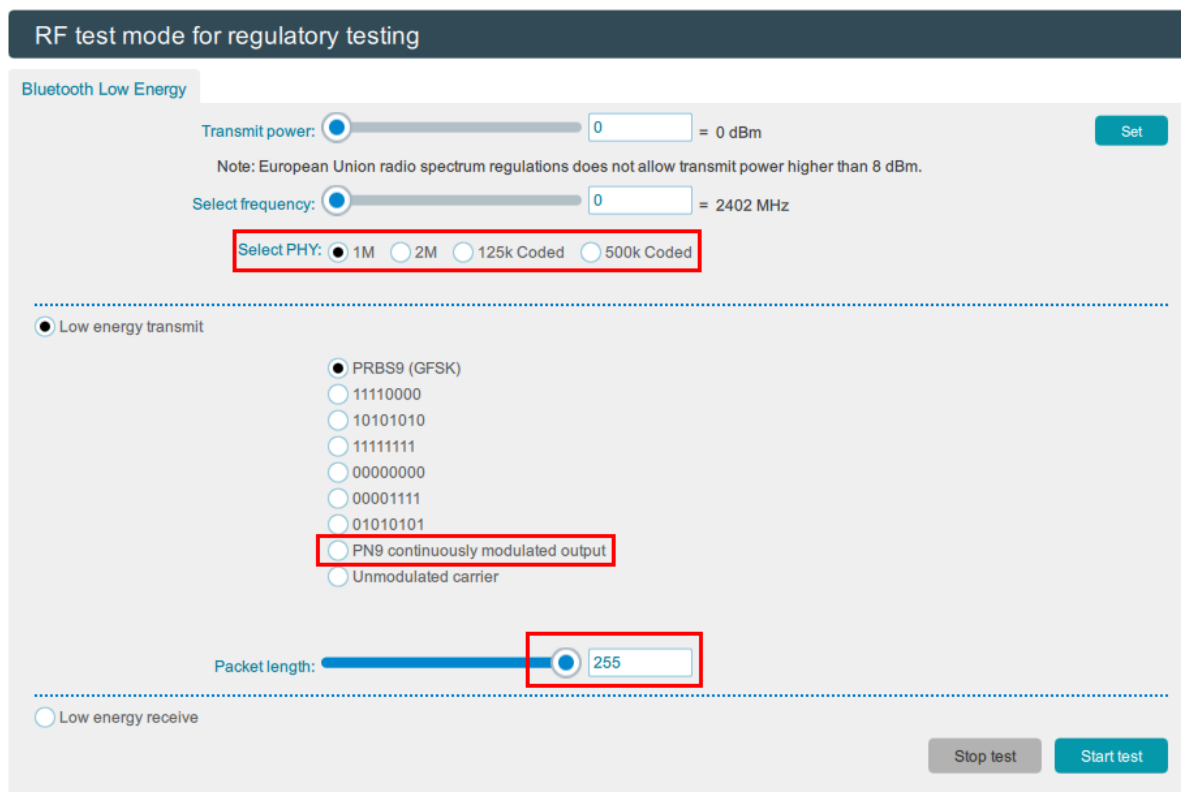 RF test mode for regulatory testing
Bluetooth Low Energy
Transmit power: 0 = 0 dBm Set
Note: European Union radio spectrum regulations does not allow transmit power higher than 8 dBm.
Select frequency: 0 = 2402 MHz
Select PHY: 1M 2M 125k Coded 500k Coded
Low energy transmit
PRBS9 (GFSK)
11110000
10101010
11111111
00000000
00001111
01010101
PN9 continuously modulated output
Unmodulated carrier
Packet length: 255
Low energy receive
Stop test Start test